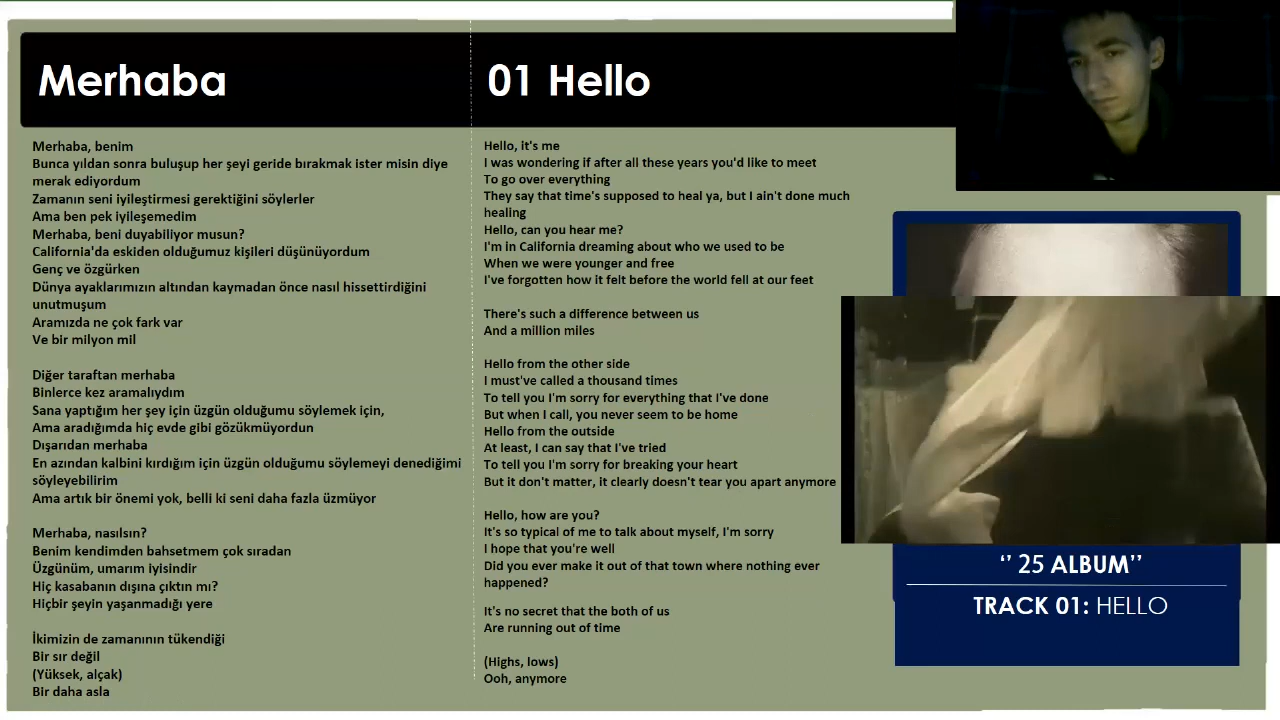 Merhaba
Merhaba, benim
Bunca yıldan sonra buluşup her şeyi geride bırakmak ister misin diye
merak ediyordum
Zamanın seni iyileştirmesi gerektiğini söylerler
Ama ben pek iyileşemedim
Merhaba, beni duyabiliyor musun?
California'da eskiden olduğumuz kişileri düşünüyordum
Genç ve özgürken
Dünya ayaklarımızın altından kaymadan önce nasıl hissettirdiğini
unutmuşum
Aramızda ne çok fark var
Ve bir milyon mil
Diğer taraftan merhaba
Binlerce kez aramalıydım
Sana yaptığım her şey için üzgün olduğumu söylemek için,
Ama aradığımda hiç evde gibi gözükmüyordun
Dışarıdan merhaba
En azından kalbini kırdığım için üzgün olduğumu söylemeyi denediğimi
söyleyebilirim
Ama artık bir önemi yok, belli ki seni daha fazla üzmüyor
Merhaba, nasılsın?
Benim kendimden bahsetmem çok sıradan
Üzgünüm, umarım iyisindir
Hiç kasabanın dışına çıktın mı?
Hiçbir şeyin yaşanmadığı yere
İkimizin de zamanının tükendiği
Bir sır değil
(Yüksek, alçak)
Bir daha asla
01 Hello
Hello, it's me
I was wondering if after all these years you'd like to meet
To go over everything
They say that time's supposed to heal ya, but I ain't done much
healing
Hello, can you hear me?
I'm in California dreaming about who we used to be
When we were younger and free
I've forgotten how it felt before the world fell at our feet
There's such a difference between us
And a million miles
Hello from the other side
I must've called a thousand times
To tell you I'm sorry for everything that I've done
But when I call, you never seem to be home
Hello from the outside
At least, I can say that I've tried
To tell you I'm sorry for breaking your heart
But it don't matter, it clearly doesn't tear you apart anymore
Hello, how are you?
It's so typical of me to talk about myself, I'm sorry
I hope that you're well
Did you ever make it out of that town where nothing ever
happened?
It's no secret that the both of us
Are running out of time
(Highs, lows)
Ooh, anymore
‘’ 25 ALBUM’’
TRACK 01: HELLO